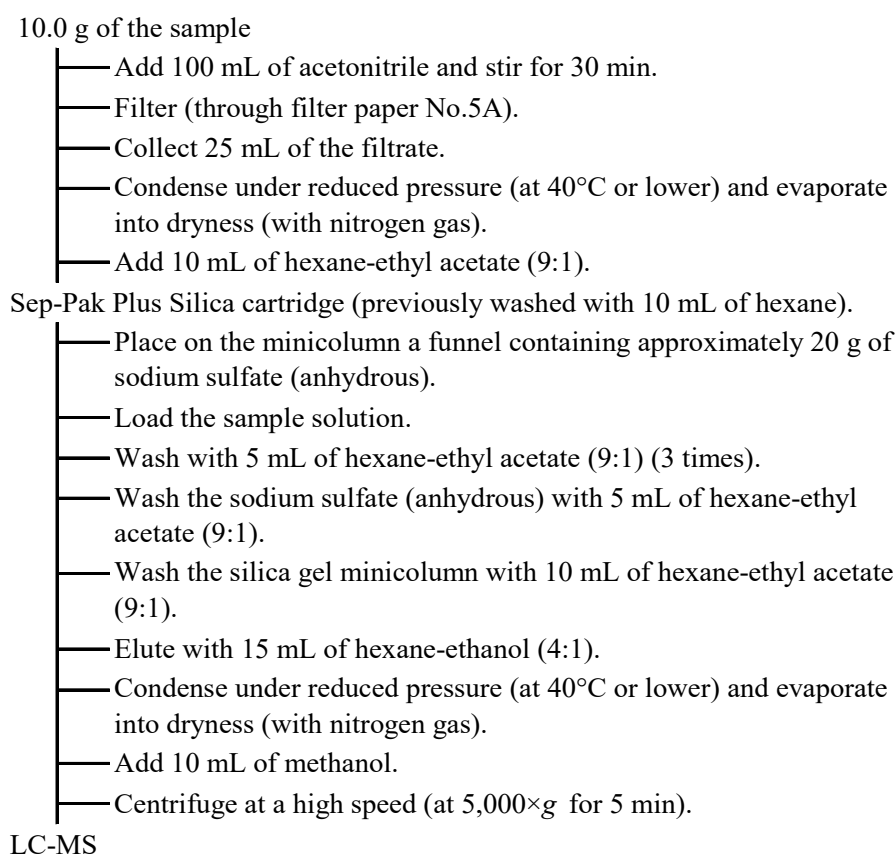 10.0 g of the sample
Add 100 mL of acetonitrile and stir for 30 min.
Filter (through filter paper No.5A).
Collect 25 mL of the filtrate.
Condense under reduced pressure (at 40°C or lower) and evaporate
into dryness (with nitrogen gas).
Add 10 mL of hexane-ethyl acetate (9:1).
Sep-Pak Plus Silica cartridge (previously washed with 10 mL of hexane).
Place on the minicolumn a funnel containing approximately 20 g of
sodium sulfate (anhydrous).
Load the sample solution.
Wash with 5 mL of hexane-ethyl acetate (9:1) (3 times).
Wash the sodium sulfate (anhydrous) with 5 mL of hexane-ethyl
acetate (9:1).
Wash the silica gel minicolumn with 10 mL of hexane-ethyl acetate
(9:1).
Elute with 15 mL of hexane-ethanol (4:1).
Condense under reduced pressure (at 40°C or lower) and evaporate
into dryness (with nitrogen gas).
Add 10 mL of methanol.
Centrifuge at a high speed (at 5,000×g for 5 min).
LC-MS